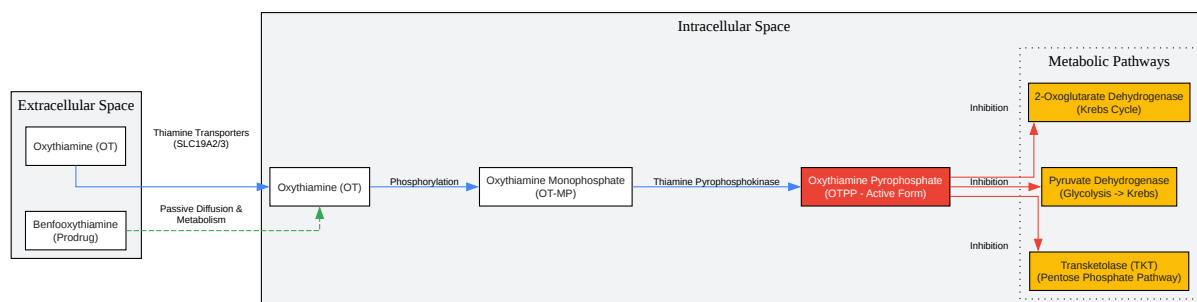 Intracellular Space
Metabolic Pathways
Extracellular Space
Oxythiamine (OT)
Benfooxythiamine
(Prodrug)
Thiamine Transporters
(SLC19A2/3)
Passive Diffusion &
Metabolism
Oxythiamine (OT)
Phosphorylation
Oxythiamine Monophosphate
(OT-MP)
Thiamine Pyrophosphokinase
Oxythiamine Pyrophosphate
(OTPP - Active Form)
Inhibition
2-Oxoglutarate Dehydrogenase
(Krebs Cycle)
Inhibition
Pyruvate Dehydrogenase
(Glycolysis -> Krebs)
Inhibition
Transketolase (TKT)
(Pentose Phosphate Pathway)